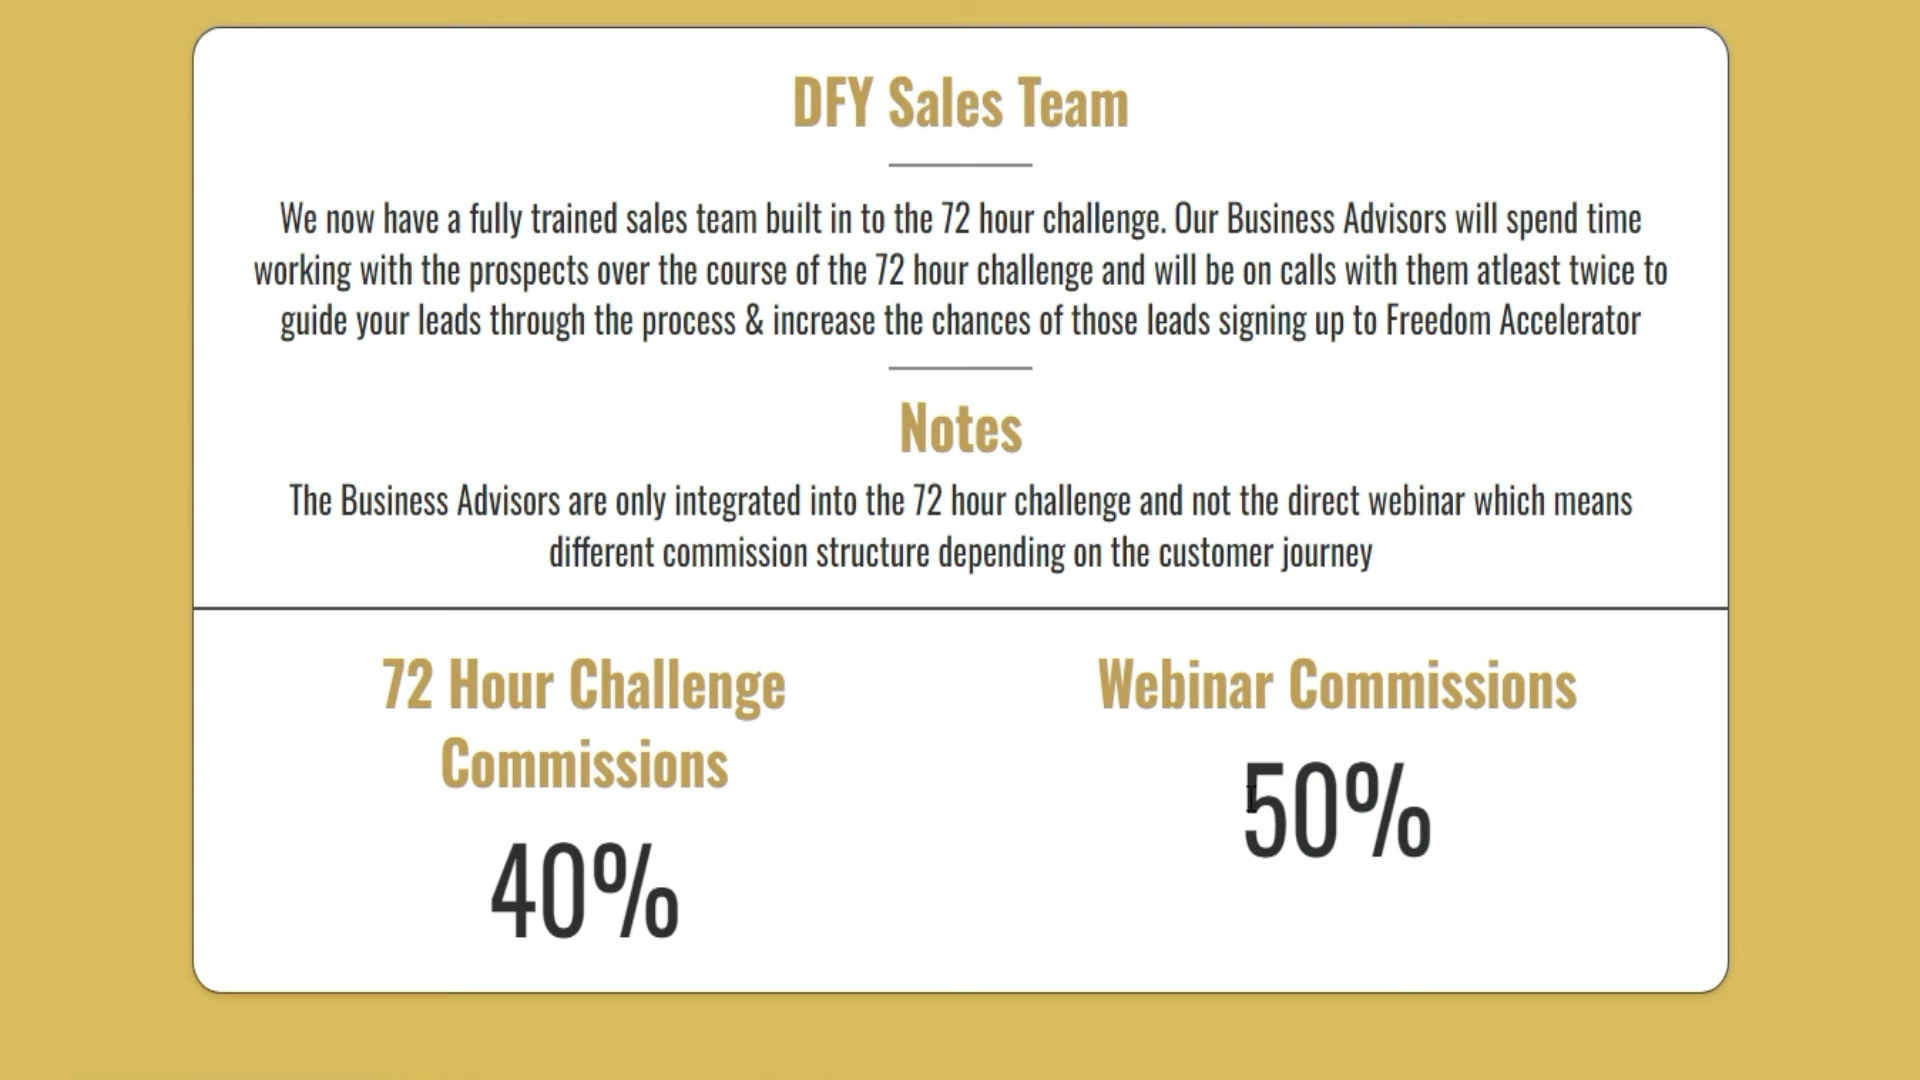 DFY Sales Team
We now have a fully trained sales team built in to the 72 hour challenge. Our Business Advisors will spend time
working with the prospects over the course of the 72 hour challenge and will be on calls with them atleast twice to
guide your leads through the process & increase the chances of those leads signing up to Freedom Accelerator
Notes
The Business Advisors are only integrated into the 72 hour challenge and not the direct webinar which means
different commission structure depending on the customer journey
72 Hour Challenge
Commissions
40%
Webinar Commissions
50%